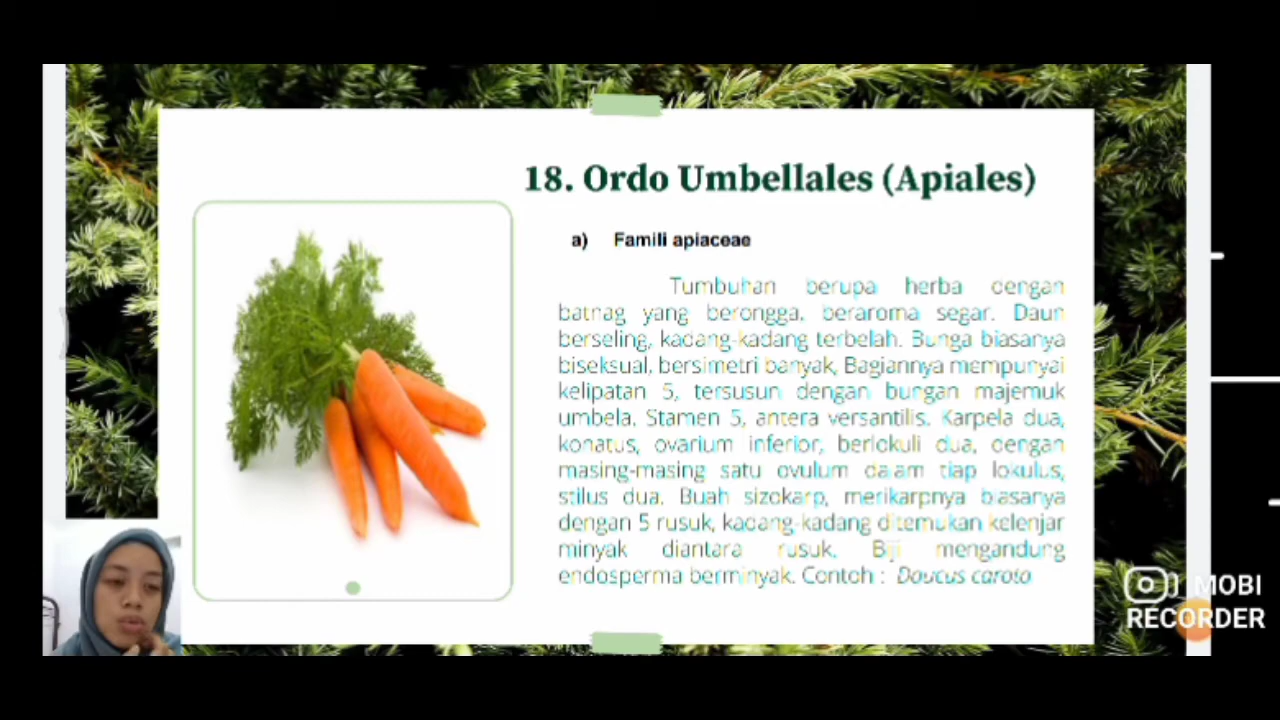 18. Ordo Umbellales (Apiales)
a) Famili apiaceae
Tumbuhan berupa herba dengan
batnag yang berongga, beraroma segar. Daun
berseling, kadang-kadang terbelah. Bunga biasanya
biseksual, bersimetri banyak, Bagiannya mempunyai
kelipatan 5, tersusun dengan bungan majemuk
umbela. Stamen 5, antera versantilis. Karpela dua,
konatus, ovarium inferior, berlokuli dua, dengan
masing-masing satu ovulum dalam tiap lokulus,
stilus dua. Buah sizokarp, merikarpnya biasanya
dengan 5 rusuk, kadang-kadang ditemukan kelenjar
minyak diantara rusuk. Biji mengandung
endosperma berminyak. Contoh : Daucus carota
MOBI
RECORDER